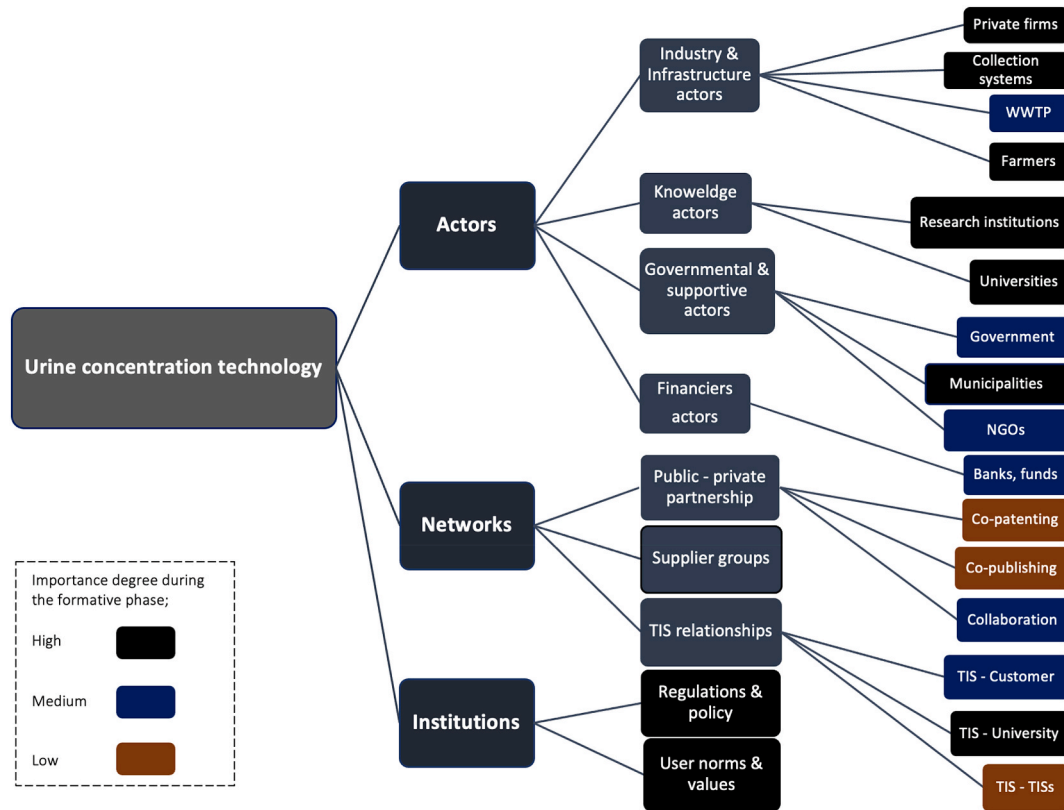 Urine concentration technology
Actors
Networks
Institutions
Industry &
Infrastructure
actors
Knoweldge
actors
Governmental &
supportive
actors
Financiers
actors
Public - private
partnership
Supplier groups
TIS relationships
Regulations &
policy
User norms &
values
Private firms
Collection
systems
WWTP
Farmers
Research institutions
Universities
Government
Municipalities
NGOs
Banks, funds
Co-patenting
Co-publishing
Collaboration
TIS - Customer
TIS - University
TIS - TISs
Importance degree during
the formative phase;
High
Medium
Low